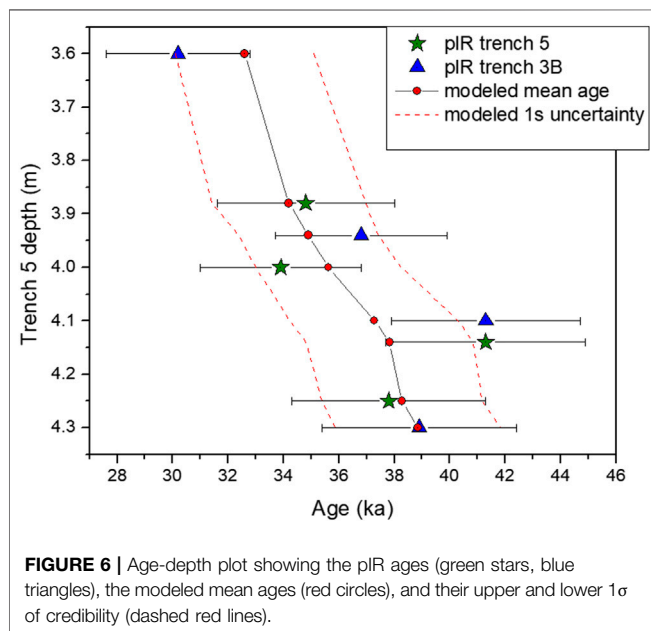 pIR trench 5
pIR trench 3B
modeled mean age
modeled 1s uncertainty
3.6
3.7
3.8
3.9
4.0
4.1
4.2
4.3
Trench 5 depth (m)
28 30 32 34 36 38 40 42 44 46
Age (ka)
FIGURE 6 | Age-depth plot showing the pIR ages (green stars, blue
triangles), the modeled mean ages (red circles), and their upper and lower 1σ
of credibility (dashed red lines).